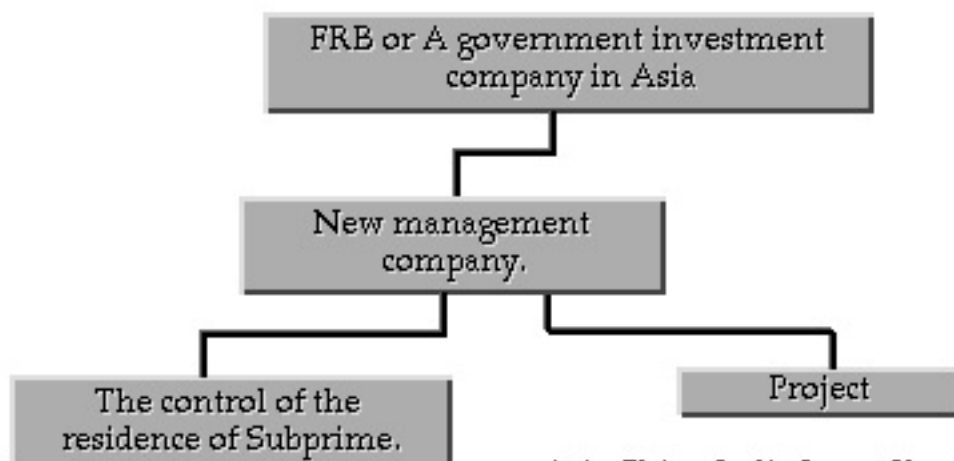 FRB or A government investment
company in Asia
New management
company.
The control of the
residence of Subprime.
Project